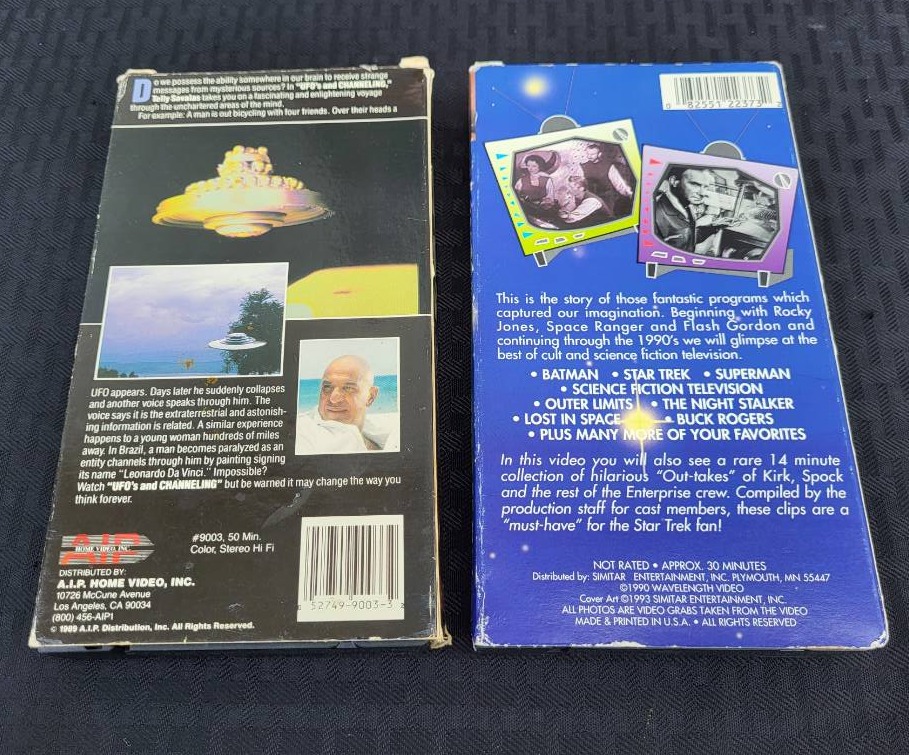 Do we possess the ability somewhere in our brain to receive strange
messages from mysterious sources? In "UFO's and CHANNELING,"
Telly Savalas takes you on a fascinating and enlightening voyage
through the unchartered areas of the mind.
For example: A man is out bicycling with four friends. Over their heads a
UFO appears. Days later he suddenly collapses
and another voice speaks through him. The
voice says it is the extraterrestrial and astonish-
ing information is related. A similar experience
happens to a young woman hundreds of miles
away. In Brazil, a man becomes paralyzed as an
entity channels through him by painting signing
its name "Leonardo Da Vinci." Impossible?
Watch "UFO's and CHANNELING" but be warned it may change the way you
think forever.
AIP
HOME VIDEO, INC.
#9003, 50 Min.
Color, Stereo Hi Fi
DISTRIBUTED BY:
A.I.P. HOME VIDEO, INC.
10726 McCune Avenue
Los Angeles, CA 90034
(800) 456-AIP1
© 1989 A.I.P. Distribution, Inc. All Rights Reserved.
52749-9003-3 2
0 82551 22373 2
This is the story of those fantastic programs which
captured our imagination. Beginning with Rocky
Jones, Space Ranger and Flash Gordon and
continuing through the 1990's we will glimpse at the
best of cult and science fiction television.
• BATMAN • STAR TREK • SUPERMAN
• SCIENCE FICTION TELEVISION
• OUTER LIMITS • THE NIGHT STALKER
• LOST IN SPACE • BUCK ROGERS
• PLUS MANY MORE OF YOUR FAVORITES
In this video you will also see a rare 14 minute
collection of hilarious "Out-takes" of Kirk, Spock
and the rest of the Enterprise crew. Compiled by the
production staff for cast members, these clips are a
"must-have" for the Star Trek fan!
NOT RATED • APPROX. 30 MINUTES
Distributed by: SIMITAR ENTERTAINMENT, INC. PLYMOUTH, MN 55447
©1990 WAVELENGTH VIDEO
Cover Art ©1993 SIMITAR ENTERTAINMENT, INC.
ALL PHOTOS ARE VIDEO GRABS TAKEN FROM THE VIDEO
MADE & PRINTED IN U.S.A. • ALL RIGHTS RESERVED